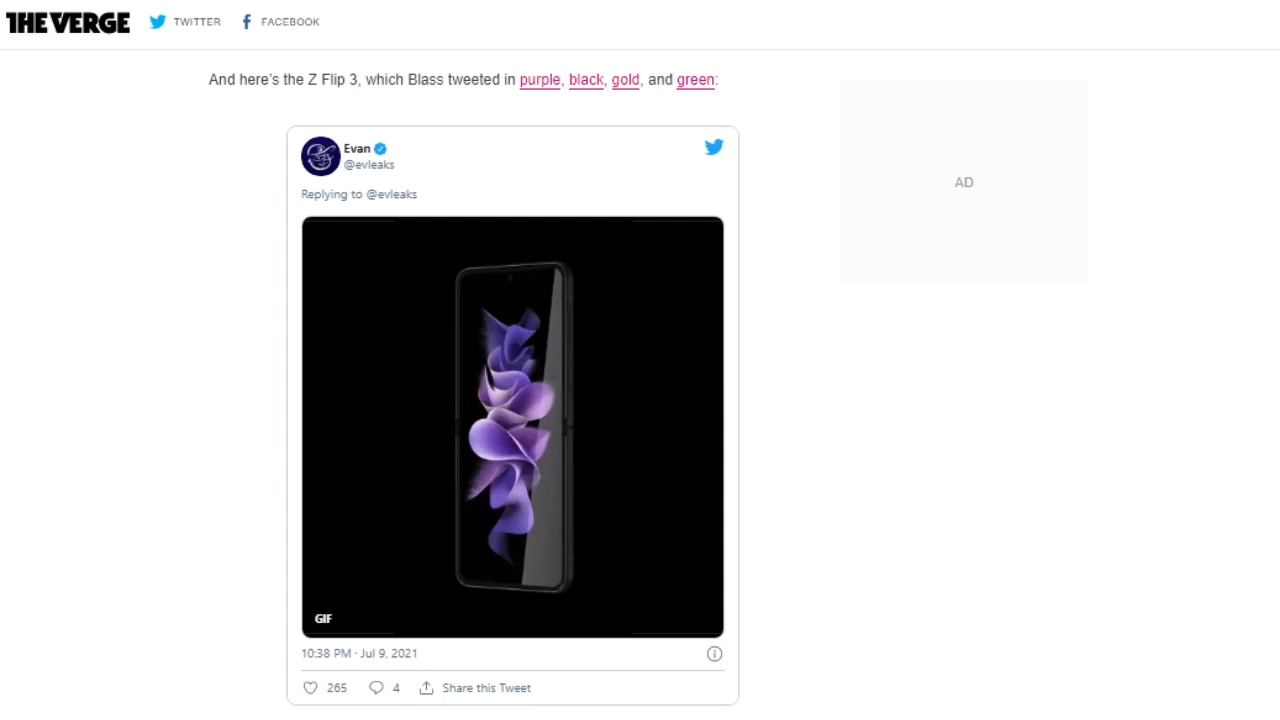 THE VERGE TWITTER FACEBOOK
And here's the Z Flip 3, which Blass tweeted in purple, black, gold, and green:
Evan
@evleaks
Replying to @evleaks
AD
GIF
10:38 PM · Jul 9, 2021
265 4 Share this Tweet